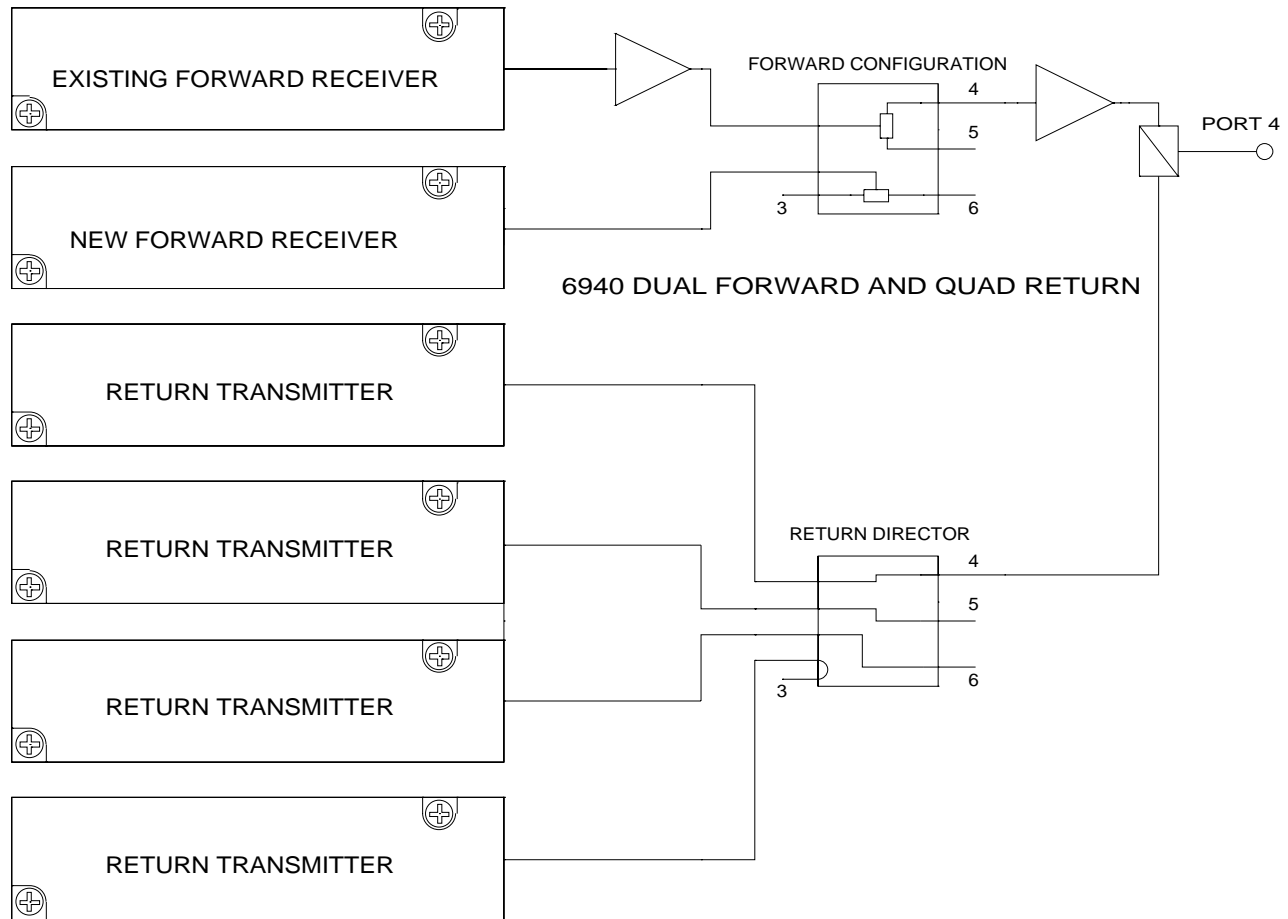 EXISTING FORWARD RECEIVER
FORWARD CONFIGURATION
4
5
PORT 4
3
6
NEW FORWARD RECEIVER
6940 DUAL FORWARD AND QUAD RETURN
RETURN TRANSMITTER
RETURN TRANSMITTER
RETURN DIRECTOR
4
5
3
6
RETURN TRANSMITTER
RETURN TRANSMITTER